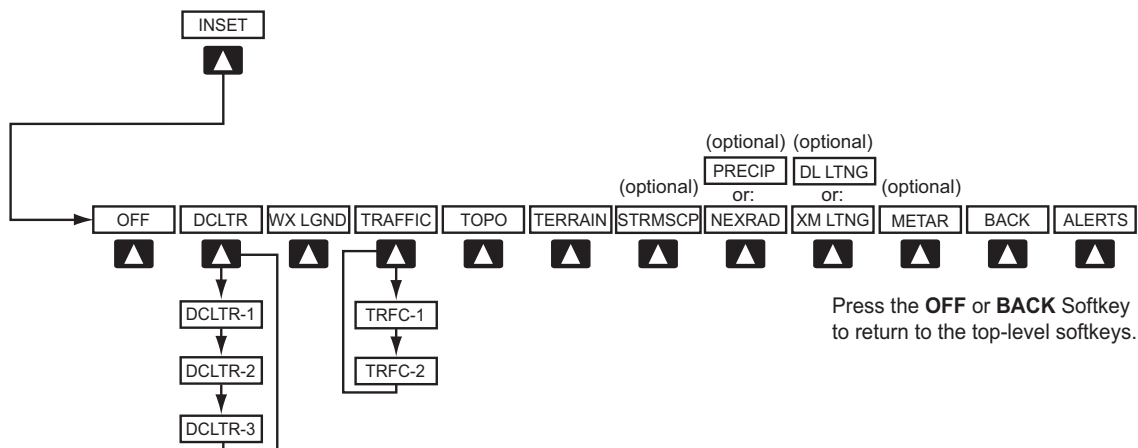 INSET
(optional) (optional)
PRECIP DL LTNG
(optional) or: or: (optional)
OFF DCLTR WX LGND TRAFFIC TOPO TERRAIN STRMSCP NEXRAD XM LTNG METAR BACK ALERTS
Press the OFF or BACK Softkey
to return to the top-level softkeys.
DCLTR-1 TRFC-1
DCLTR-2 TRFC-2
DCLTR-3